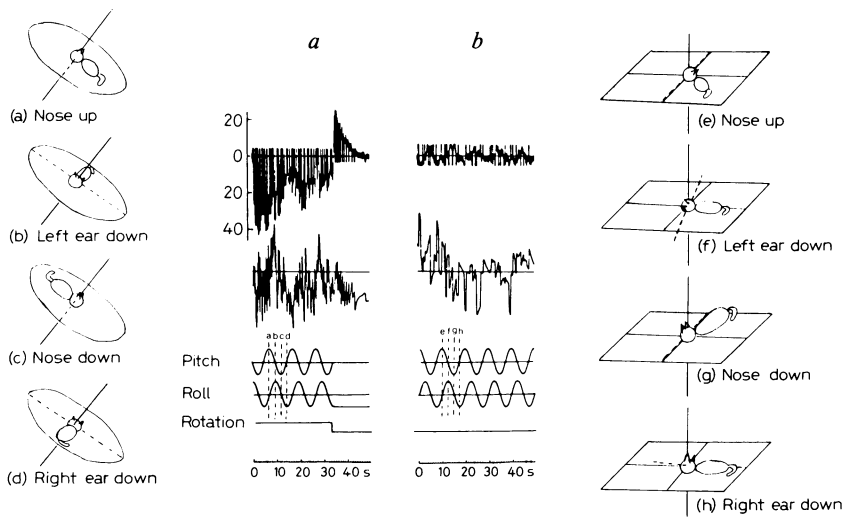 a
b
(a) Nose up
(b) Left ear down
(c) Nose down
(d) Right ear down
20
0
20
40
a b c d
e f g h
Pitch
Roll
Rotation
0 10 20 30 40 s
0 10 20 30 40 s
(e) Nose up
(f) Left ear down
(g) Nose down
(h) Right ear down